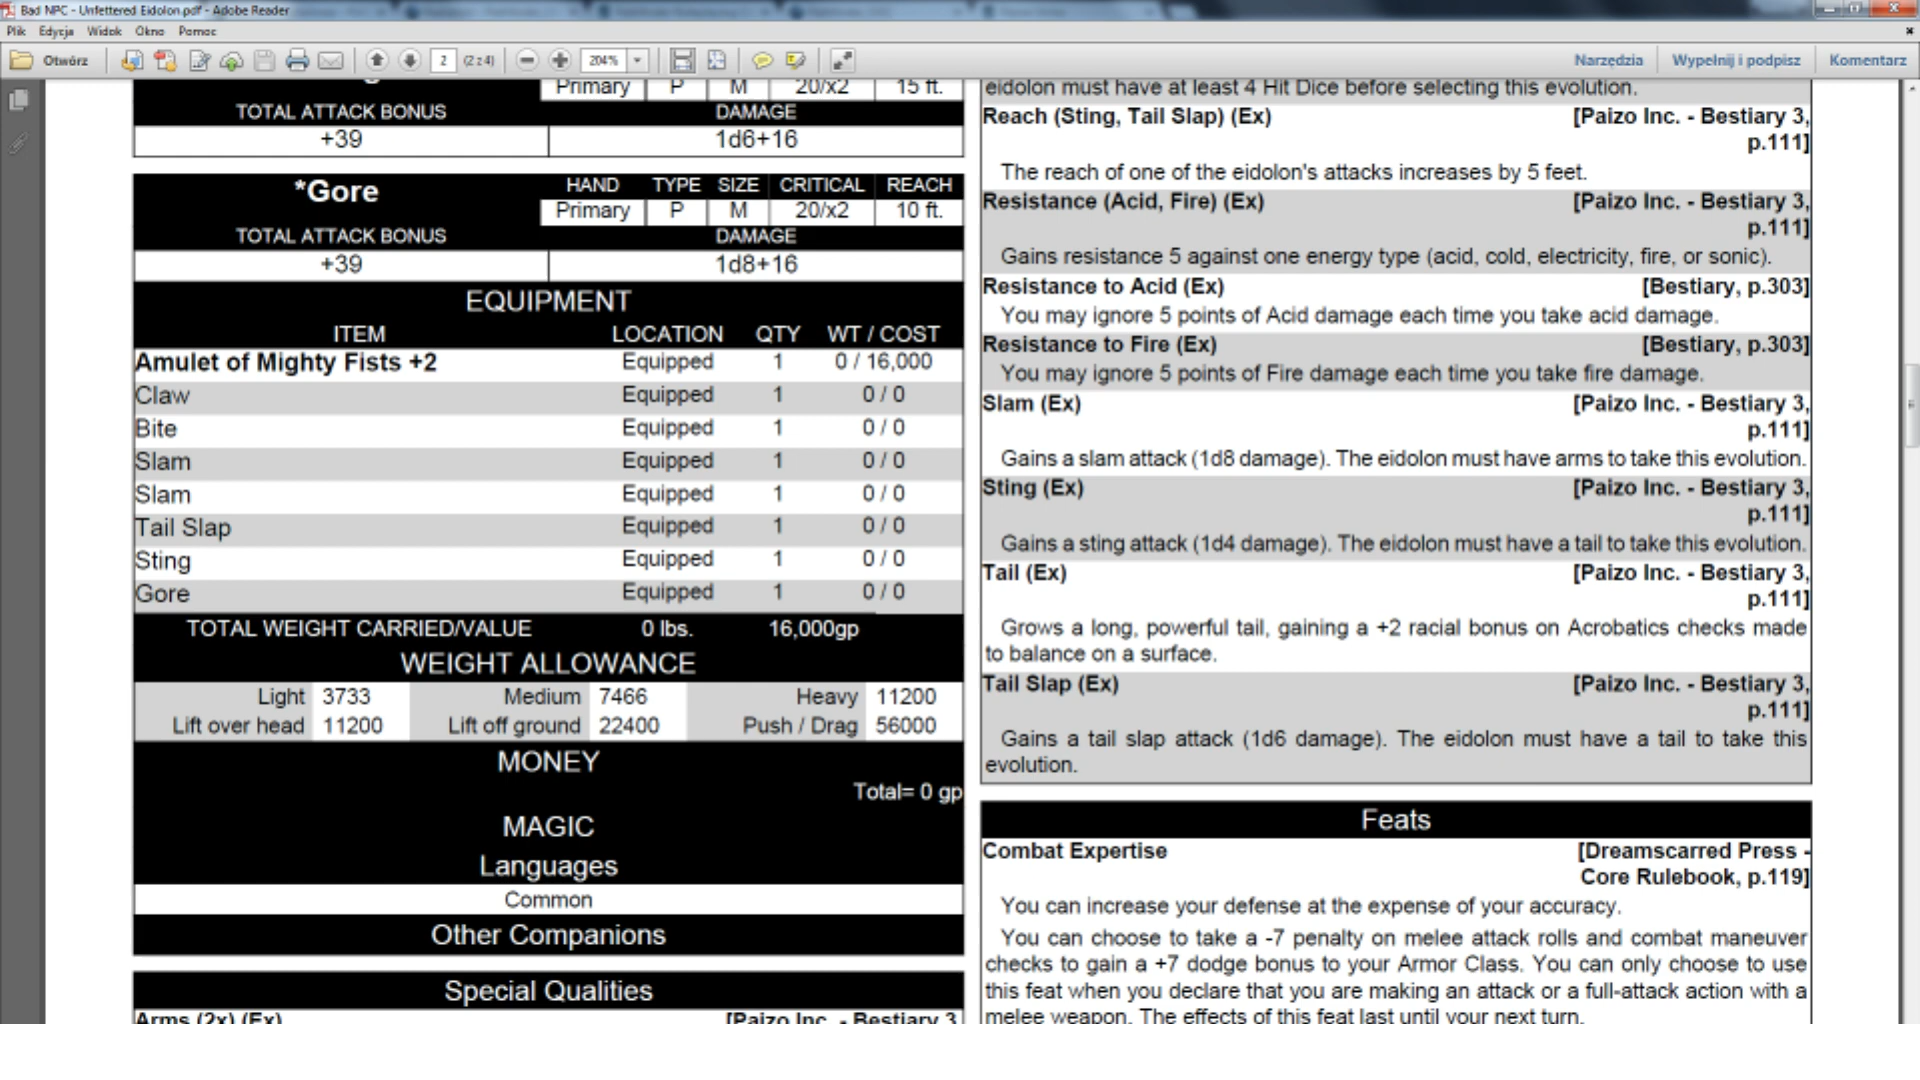 Bad NPC - Unfettered Eidolon.pdf - Adobe Reader
Plik Edycja Widok Okno Pomoc
Otwórz 2 (2 z 4) 204% Narzędzia Wypełnij i podpisz Komentarz
Primary P M 20/x2 15 ft.
TOTAL ATTACK BONUS DAMAGE
+39 1d6+16
*Gore HAND TYPE SIZE CRITICAL REACH
Primary P M 20/x2 10 ft.
TOTAL ATTACK BONUS DAMAGE
+39 1d8+16
EQUIPMENT
ITEM LOCATION QTY WT / COST
Amulet of Mighty Fists +2 Equipped 1 0 / 16,000
Claw Equipped 1 0 / 0
Bite Equipped 1 0 / 0
Slam Equipped 1 0 / 0
Slam Equipped 1 0 / 0
Tail Slap Equipped 1 0 / 0
Sting Equipped 1 0 / 0
Gore Equipped 1 0 / 0
TOTAL WEIGHT CARRIED/VALUE 0 lbs. 16,000gp
WEIGHT ALLOWANCE
Light 3733 Medium 7466 Heavy 11200
Lift over head 11200 Lift off ground 22400 Push / Drag 56000
MONEY
Total= 0 gp
MAGIC
Languages
Common
Other Companions
Special Qualities
Arms (2x) (Ex) [Paizo Inc. - Bestiary 3,
eidolon must have at least 4 Hit Dice before selecting this evolution.
Reach (Sting, Tail Slap) (Ex) [Paizo Inc. - Bestiary 3,
p.111]
The reach of one of the eidolon's attacks increases by 5 feet.
Resistance (Acid, Fire) (Ex) [Paizo Inc. - Bestiary 3,
p.111]
Gains resistance 5 against one energy type (acid, cold, electricity, fire, or sonic).
Resistance to Acid (Ex) [Bestiary, p.303]
You may ignore 5 points of Acid damage each time you take acid damage.
Resistance to Fire (Ex) [Bestiary, p.303]
You may ignore 5 points of Fire damage each time you take fire damage.
Slam (Ex) [Paizo Inc. - Bestiary 3,
p.111]
Gains a slam attack (1d8 damage). The eidolon must have arms to take this evolution.
Sting (Ex) [Paizo Inc. - Bestiary 3,
p.111]
Gains a sting attack (1d4 damage). The eidolon must have a tail to take this evolution.
Tail (Ex) [Paizo Inc. - Bestiary 3,
p.111]
Grows a long, powerful tail, gaining a +2 racial bonus on Acrobatics checks made
to balance on a surface.
Tail Slap (Ex) [Paizo Inc. - Bestiary 3,
p.111]
Gains a tail slap attack (1d6 damage). The eidolon must have a tail to take this
evolution.
Feats
Combat Expertise [Dreamscarred Press -
Core Rulebook, p.119]
You can increase your defense at the expense of your accuracy.
You can choose to take a -7 penalty on melee attack rolls and combat maneuver
checks to gain a +7 dodge bonus to your Armor Class. You can only choose to use
this feat when you declare that you are making an attack or a full-attack action with a
melee weapon. The effects of this feat last until your next turn.